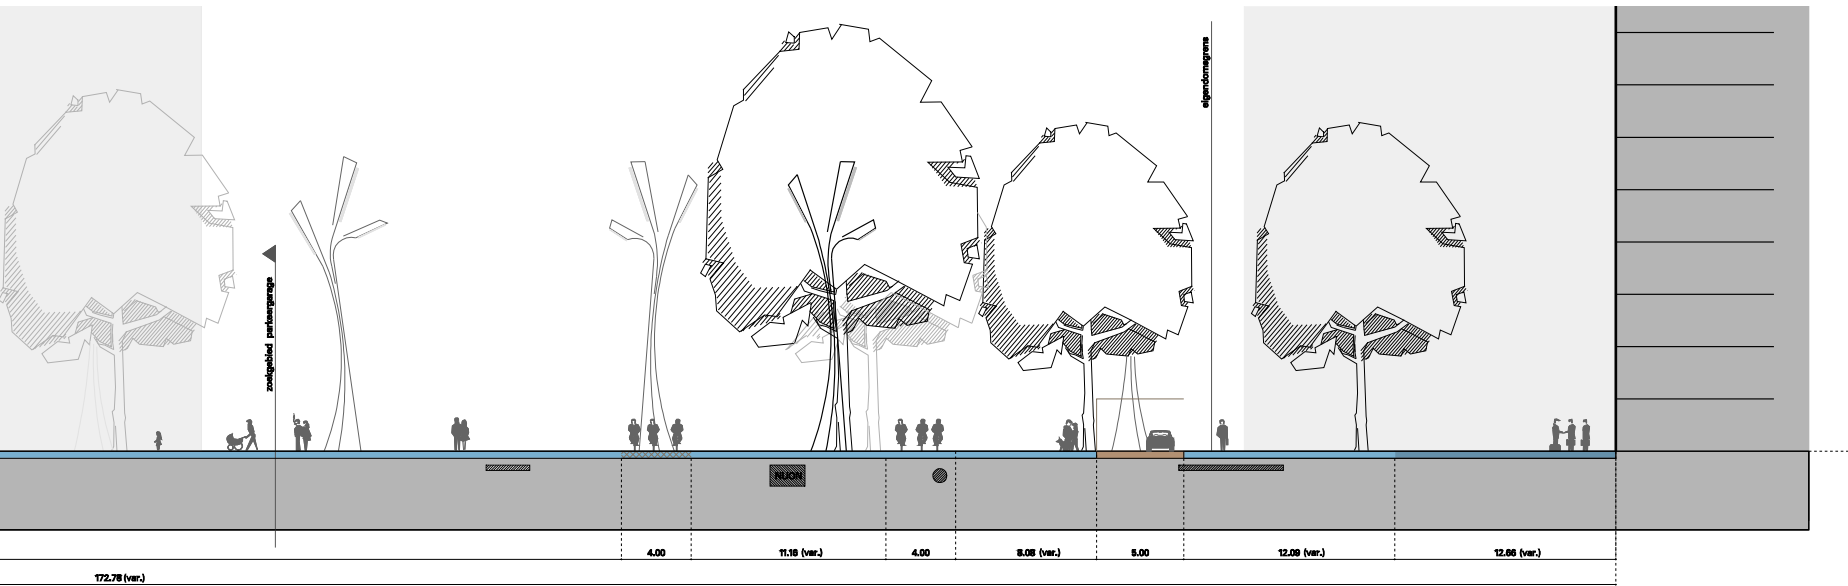 eigendomsgrens
zoekgebied parkeergarage
NUON
4.00
11.18 (var.)
4.00
8.08 (var.)
5.00
12.09 (var.)
12.66 (var.)
172.78 (var.)